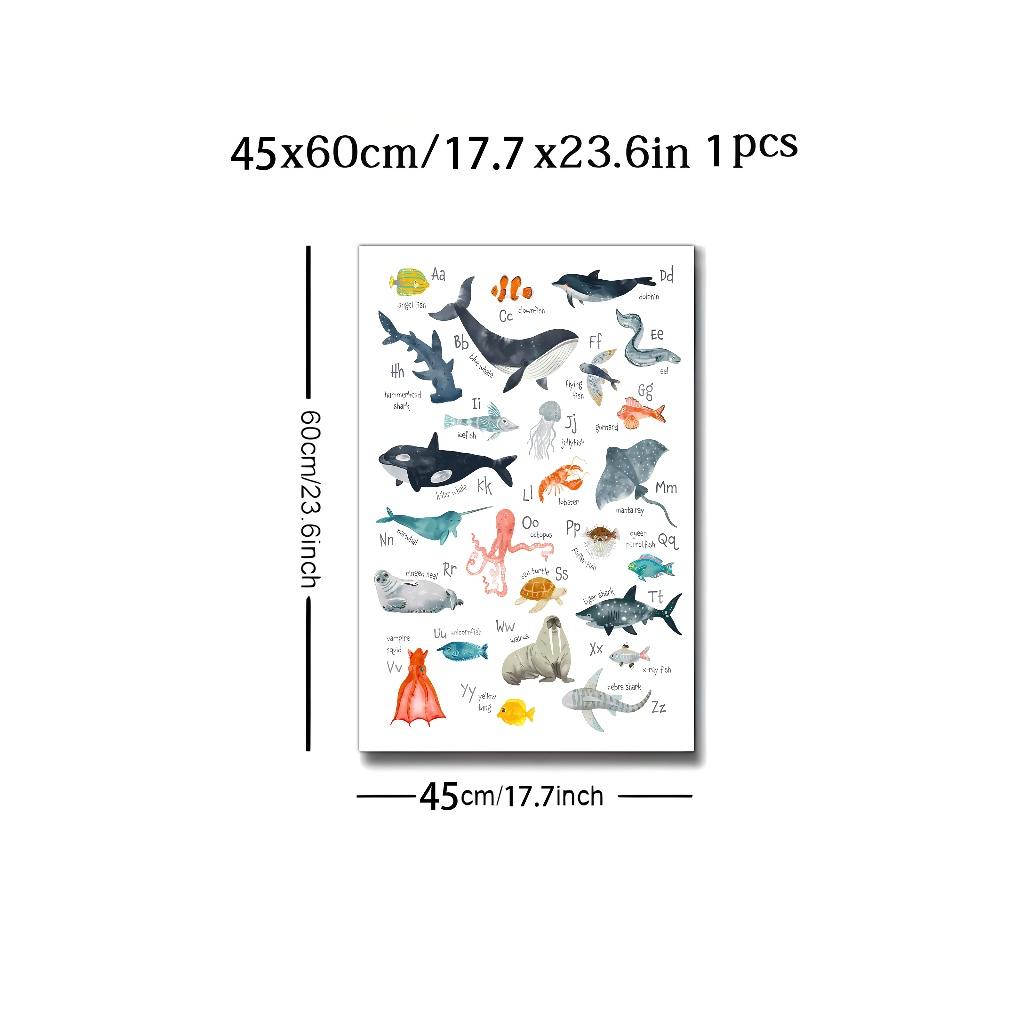 45x60cm/17.7 x23.6in 1pcs
60cm/23.6inch
Aa
angel fish
Cc clownfish
Dd
dolphin
Bb
blue whale
Ee
eel
Ff
flying
fish
Hh
hammerhead
shark
Gg
gurnard
Ii
icefish
Jj
jellyfish
Kk
killer whale
Ll
lobster
Mm
manta ray
Nn
narwhal
Oo
octopus
Pp
puffer fish
queen
parrotfish
Qq
Rr
ringed seal
Ss
sea turtle
Tt
tiger shark
Uu unicornfish
vampire
squid
Vv
Ww
walrus
Xx
x-ray fish
Yy yellow
tang
zebra shark
Zz
45cm/17.7inch